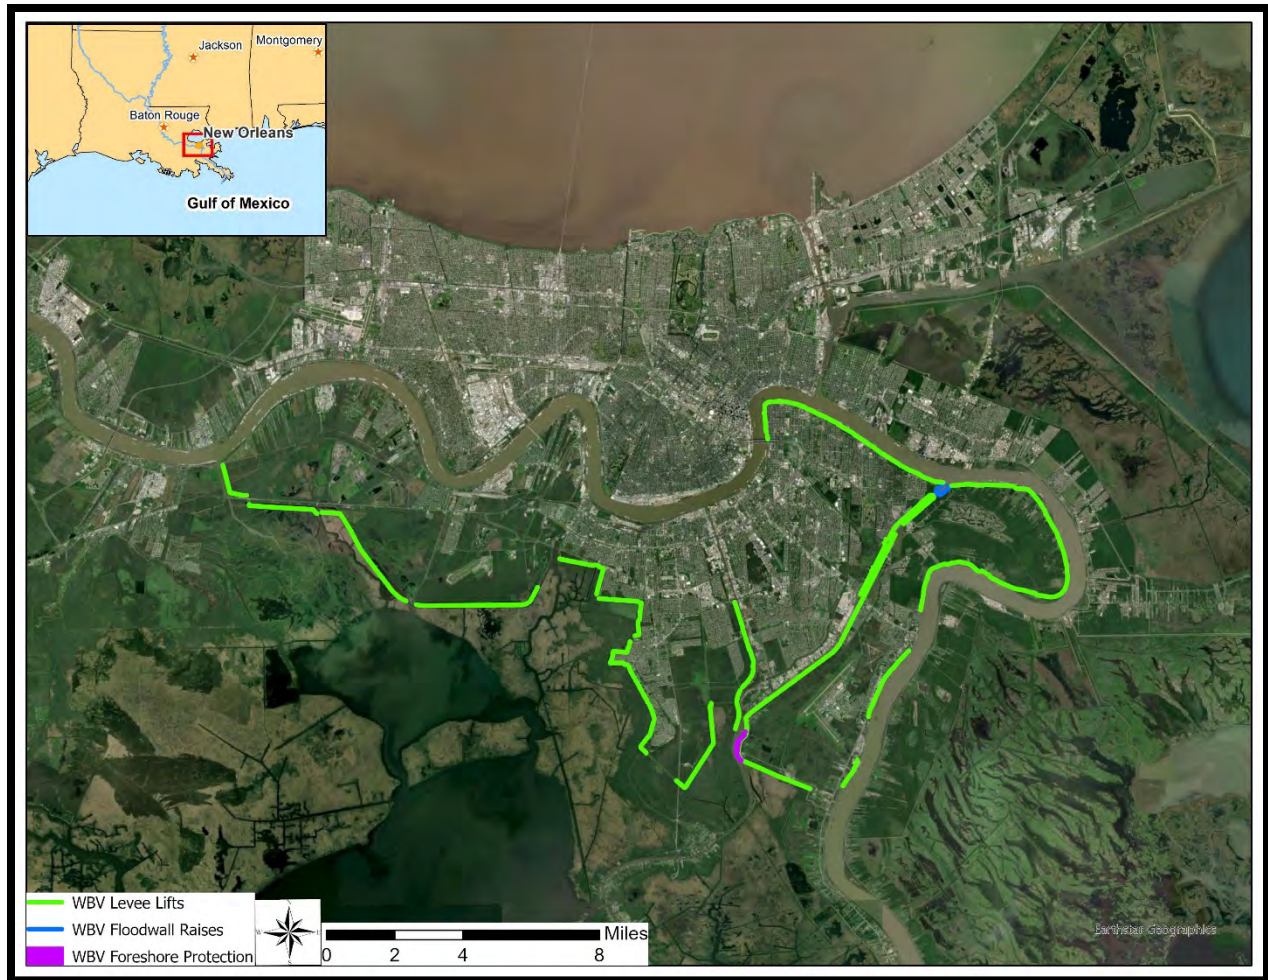 Jackson
Montgomery
Baton Rouge
New Orleans
Gulf of Mexico
WBV Levee Lifts
WBV Floodwall Raises
WBV Foreshore Protection
Miles
0 2 4 8
Earthstar Geographics